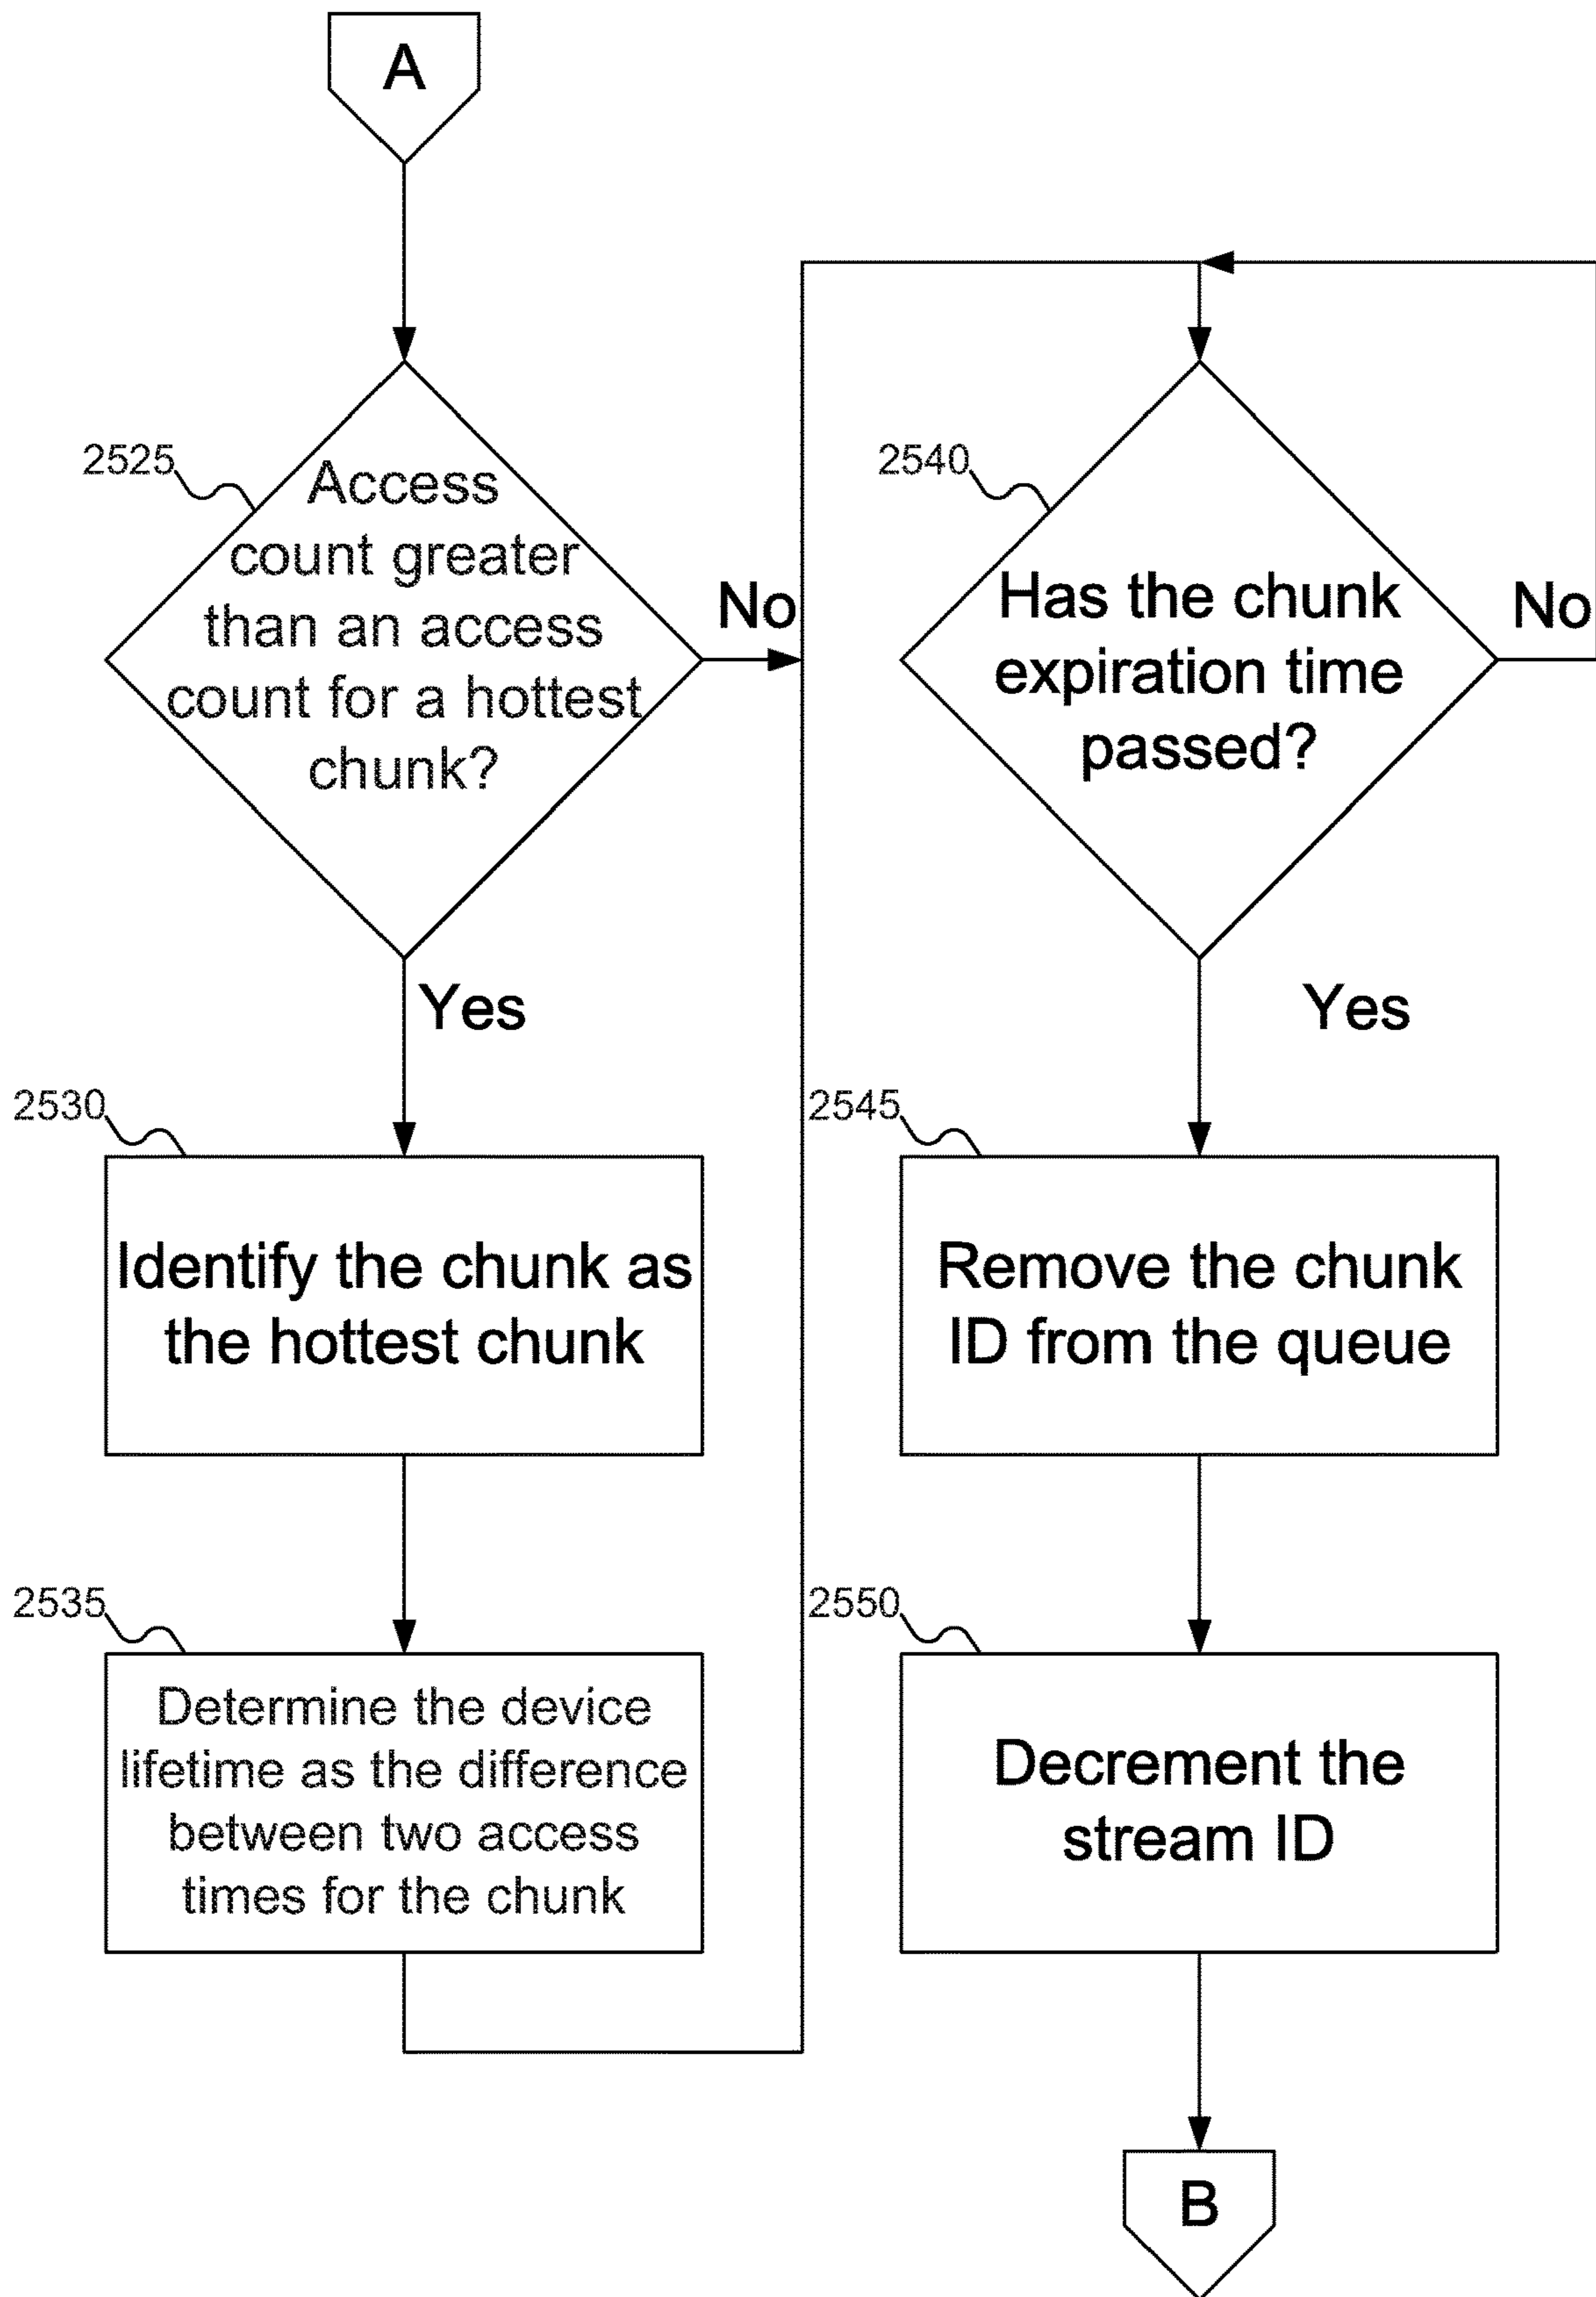 A
2525
Access
count greater
than an access
count for a hottest
chunk?
No
Yes
2530
Identify the chunk as
the hottest chunk
2535
Determine the device
lifetime as the difference
between two access
times for the chunk
2540
Has the chunk
expiration time
passed?
No
Yes
2545
Remove the chunk
ID from the queue
2550
Decrement the
stream ID
B